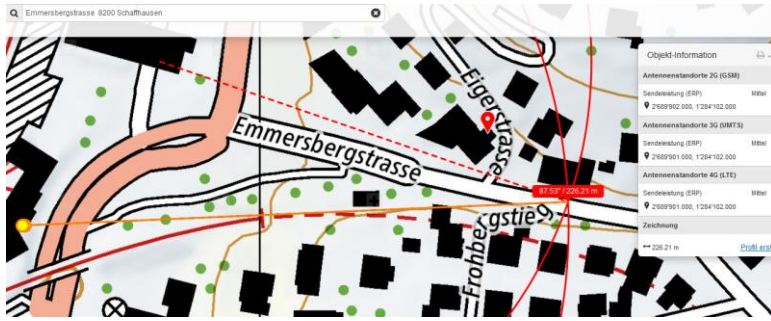 Emmersbergstrasse 8200 Schaffhausen
Objekt-Information
Antennenstandorte 2G (GSM)
Sendeleistung (ERP) Mittel
2'689'902.000, 1'284'102.000
Antennenstandorte 3G (UMTS)
Sendeleistung (ERP) Mittel
2'689'901.000, 1'284'102.000
Antennenstandorte 4G (LTE)
Sendeleistung (ERP) Mittel
2'689'901.000, 1'284'102.000
Zeichnung
226.21 m Profil erst
Eigerstrasse
Emmersbergstrasse
87.53° / 226.21 m
Frohbergstieg